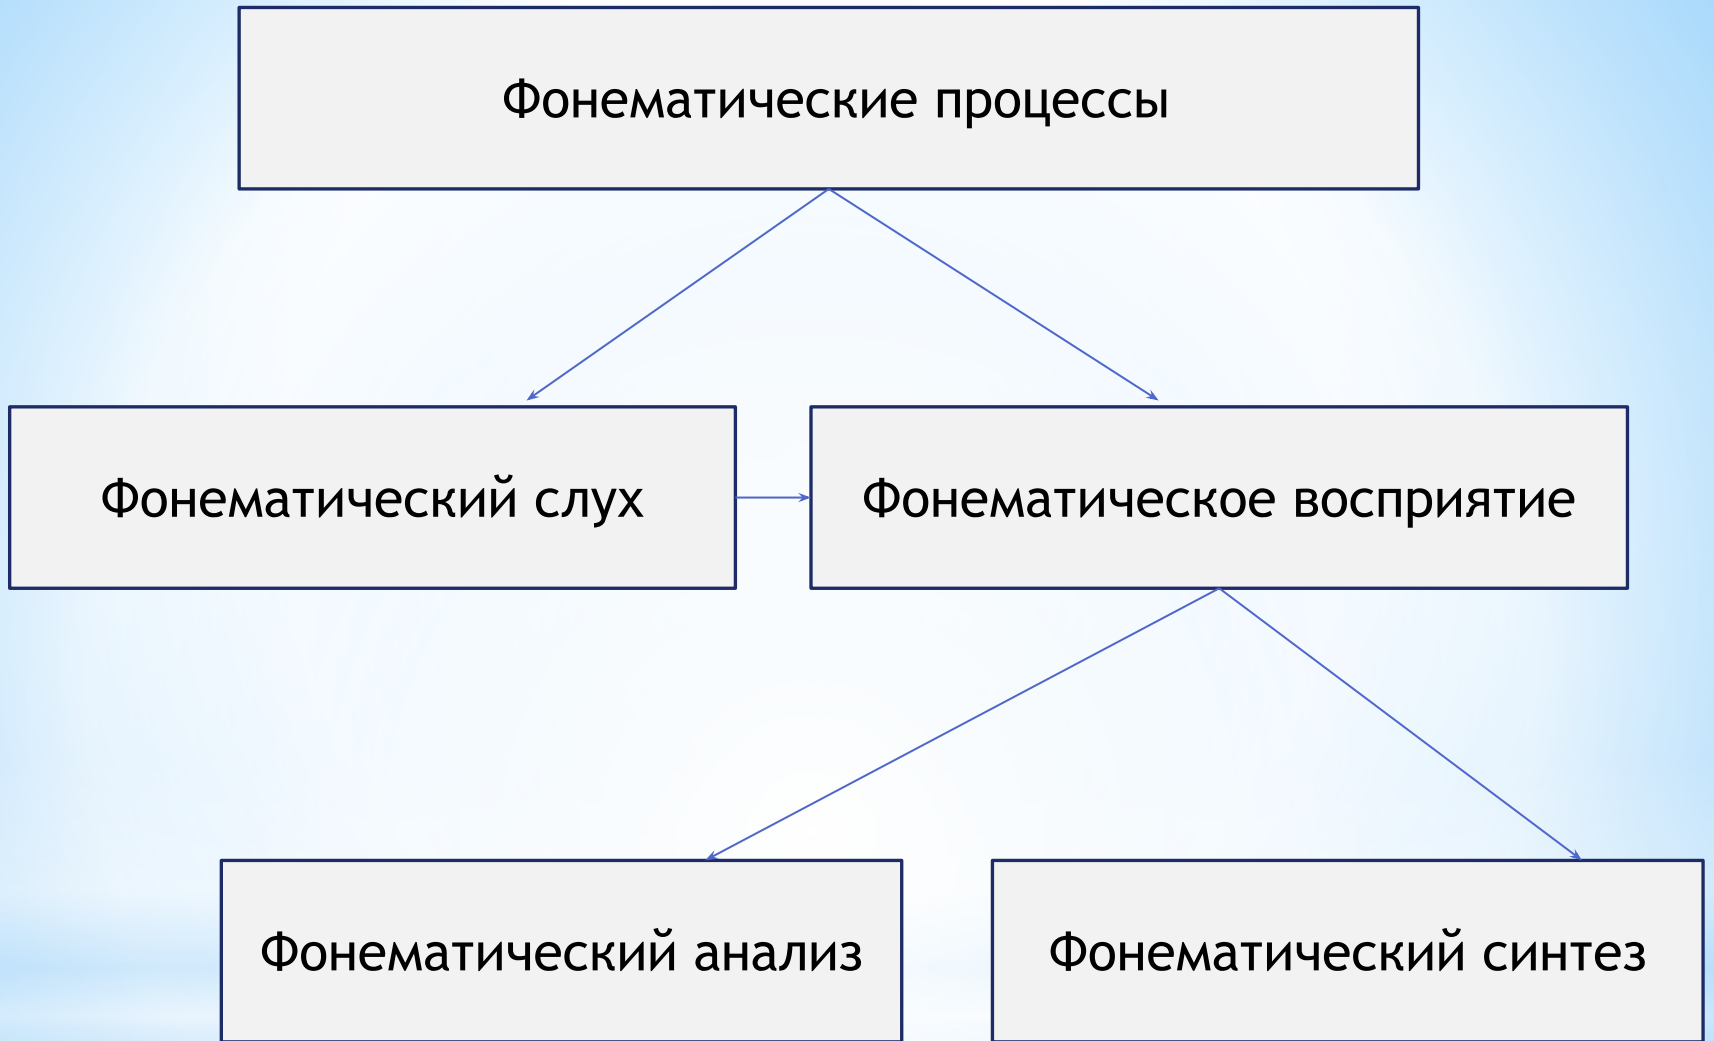 Фонематические процессы
Фонематический слух
Фонематическое восприятие
Фонематический анализ
Фонематический синтез